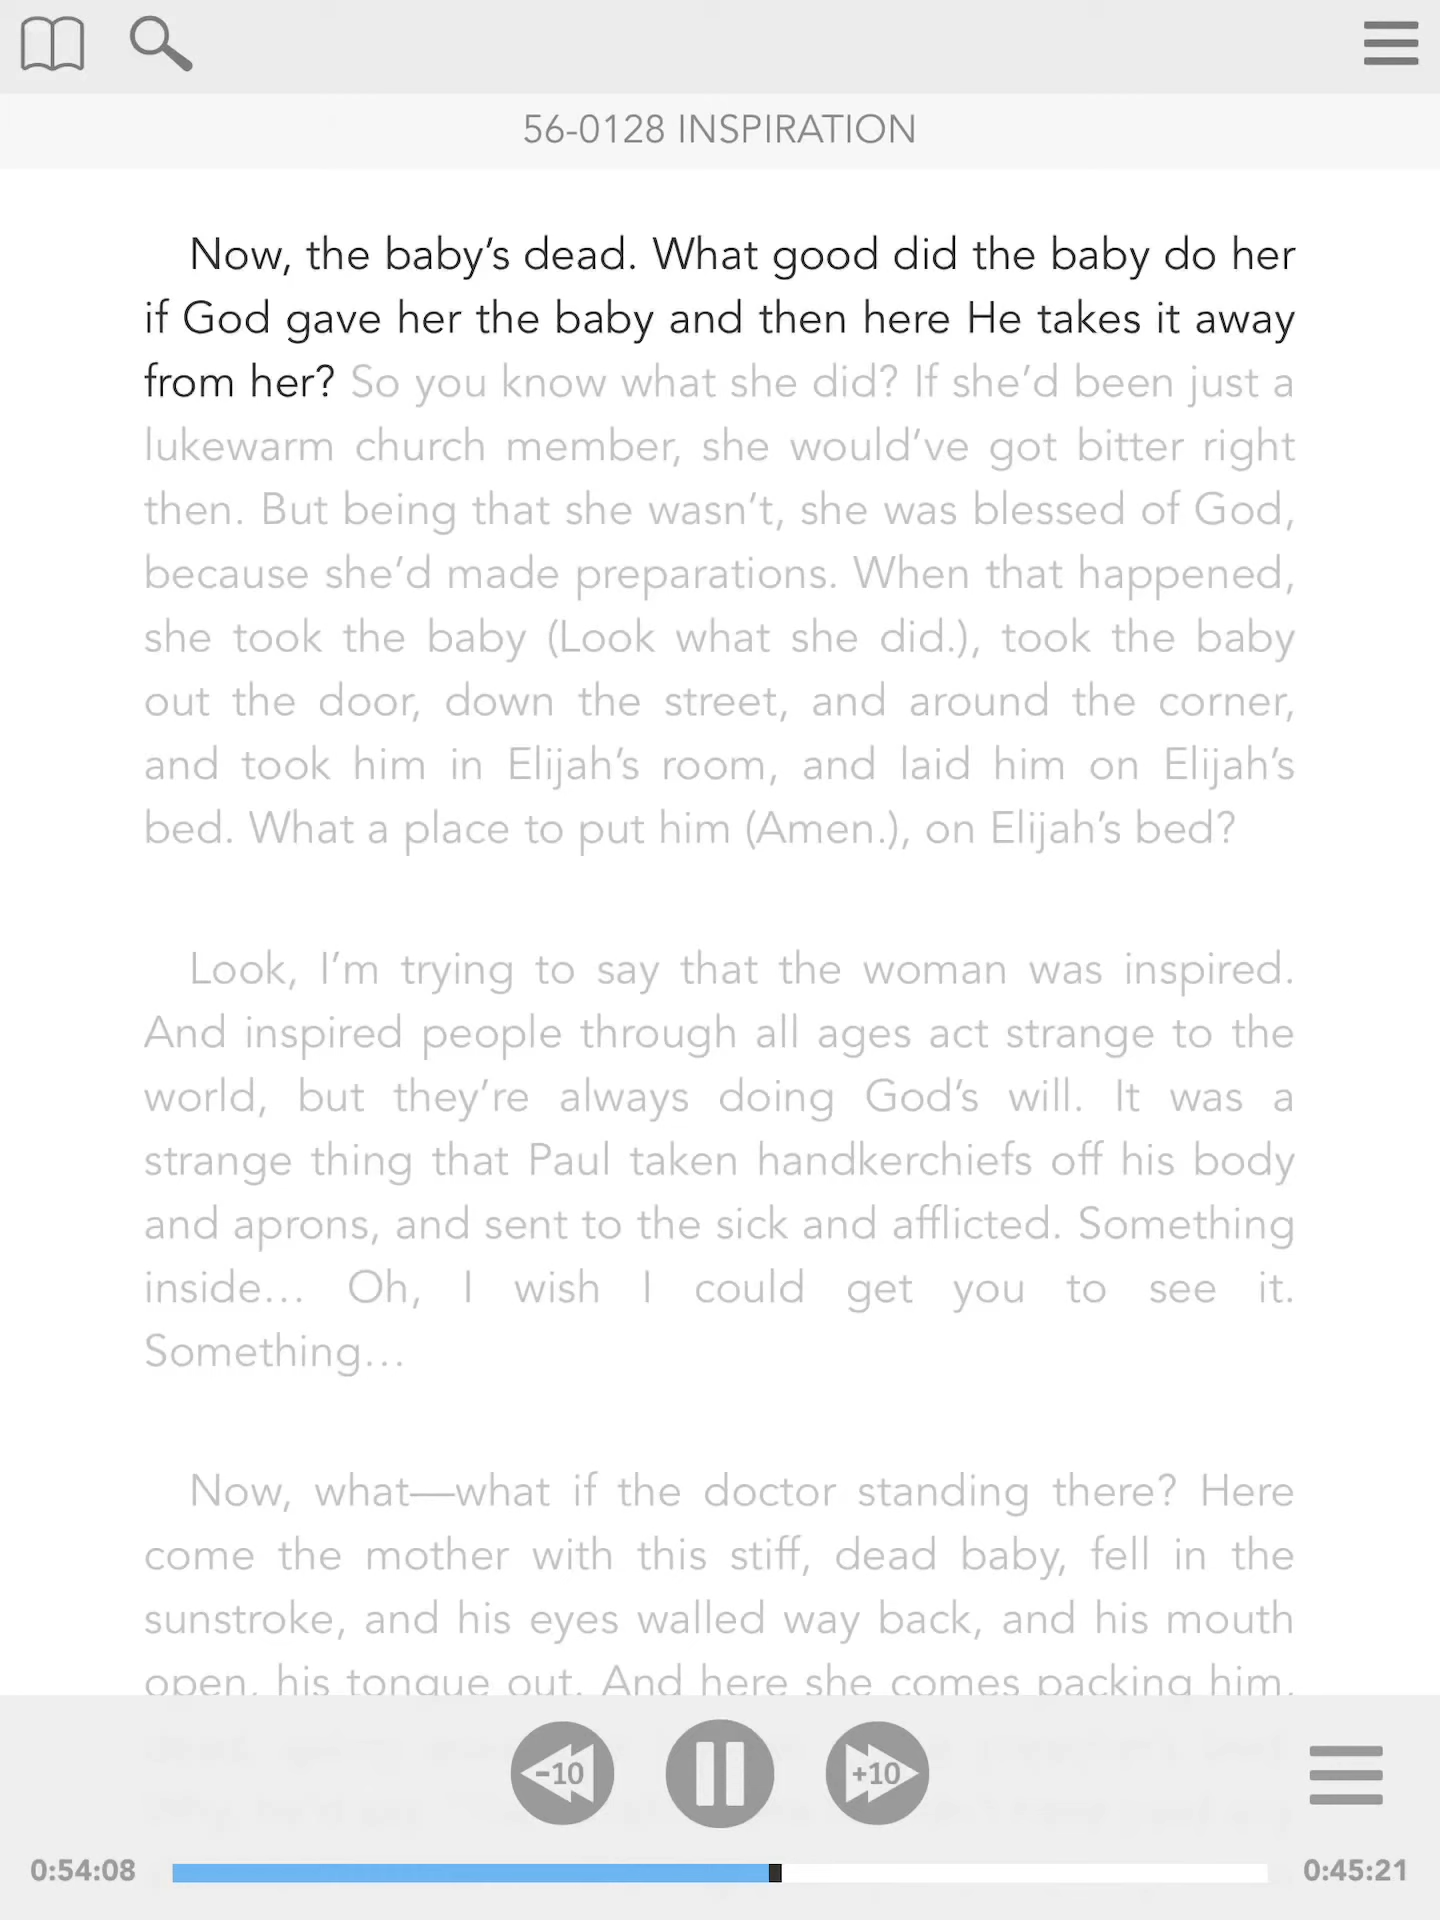 56-0128 INSPIRATION
Now, the baby’s dead. What good did the baby do her
if God gave her the baby and then here He takes it away
from her? So you know what she did? If she’d been just a
lukewarm church member, she would’ve got bitter right
then. But being that she wasn’t, she was blessed of God,
because she’d made preparations. When that happened,
she took the baby (Look what she did.), took the baby
out the door, down the street, and around the corner,
and took him in Elijah’s room, and laid him on Elijah’s
bed. What a place to put him (Amen.), on Elijah’s bed?
Look, I’m trying to say that the woman was inspired.
And inspired people through all ages act strange to the
world, but they’re always doing God’s will. It was a
strange thing that Paul taken handkerchiefs off his body
and aprons, and sent to the sick and afflicted. Something
inside… Oh, I wish I could get you to see it.
Something…
Now, what—what if the doctor standing there? Here
come the mother with this stiff, dead baby, fell in the
sunstroke, and his eyes walled way back, and his mouth
open, his tongue out. And here she comes packing him,
-10 +10
0:54:08 0:45:21